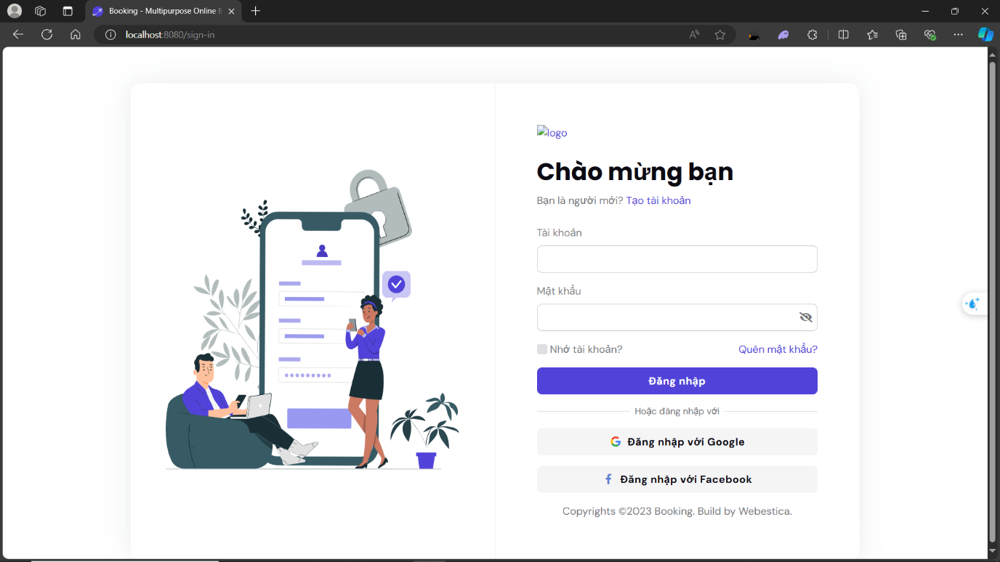 Booking - Multipurpose Online B
localhost:8080/sign-in
logo
Chào mừng bạn
Bạn là người mới? Tạo tài khoản
Tài khoản
Mật khẩu
Nhớ tài khoản? Quên mật khẩu?
Đăng nhập
Hoặc đăng nhập với
Đăng nhập với Google
Đăng nhập với Facebook
Copyrights ©2023 Booking. Build by Webestica.